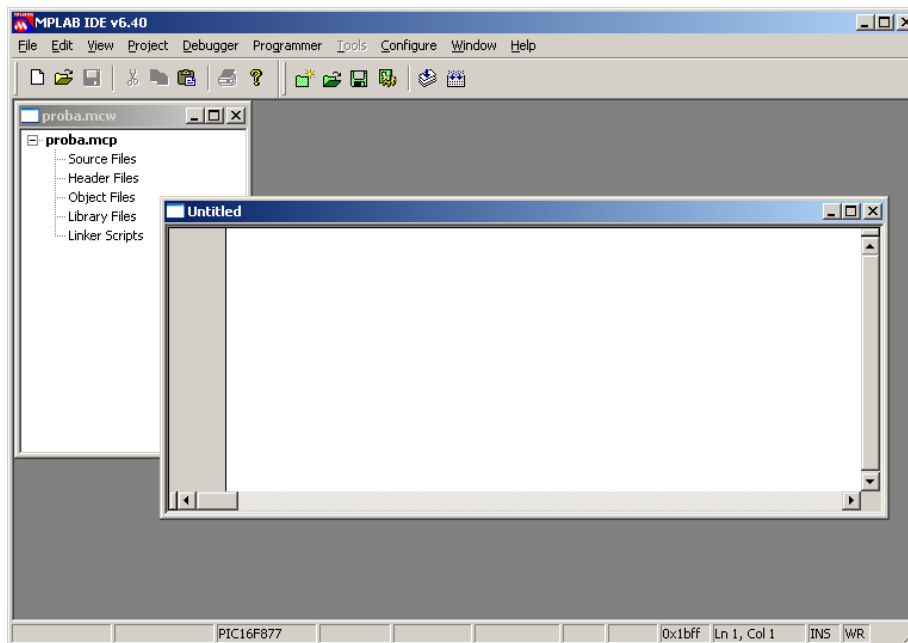 MPLAB IDE v6.40
File Edit View Project Debugger Programmer Tools Configure Window Help
proba.mcw
proba.mcp
Source Files
Header Files
Object Files
Library Files
Linker Scripts
Untitled
PIC16F877 0x1bff Ln 1, Col 1 INS WR